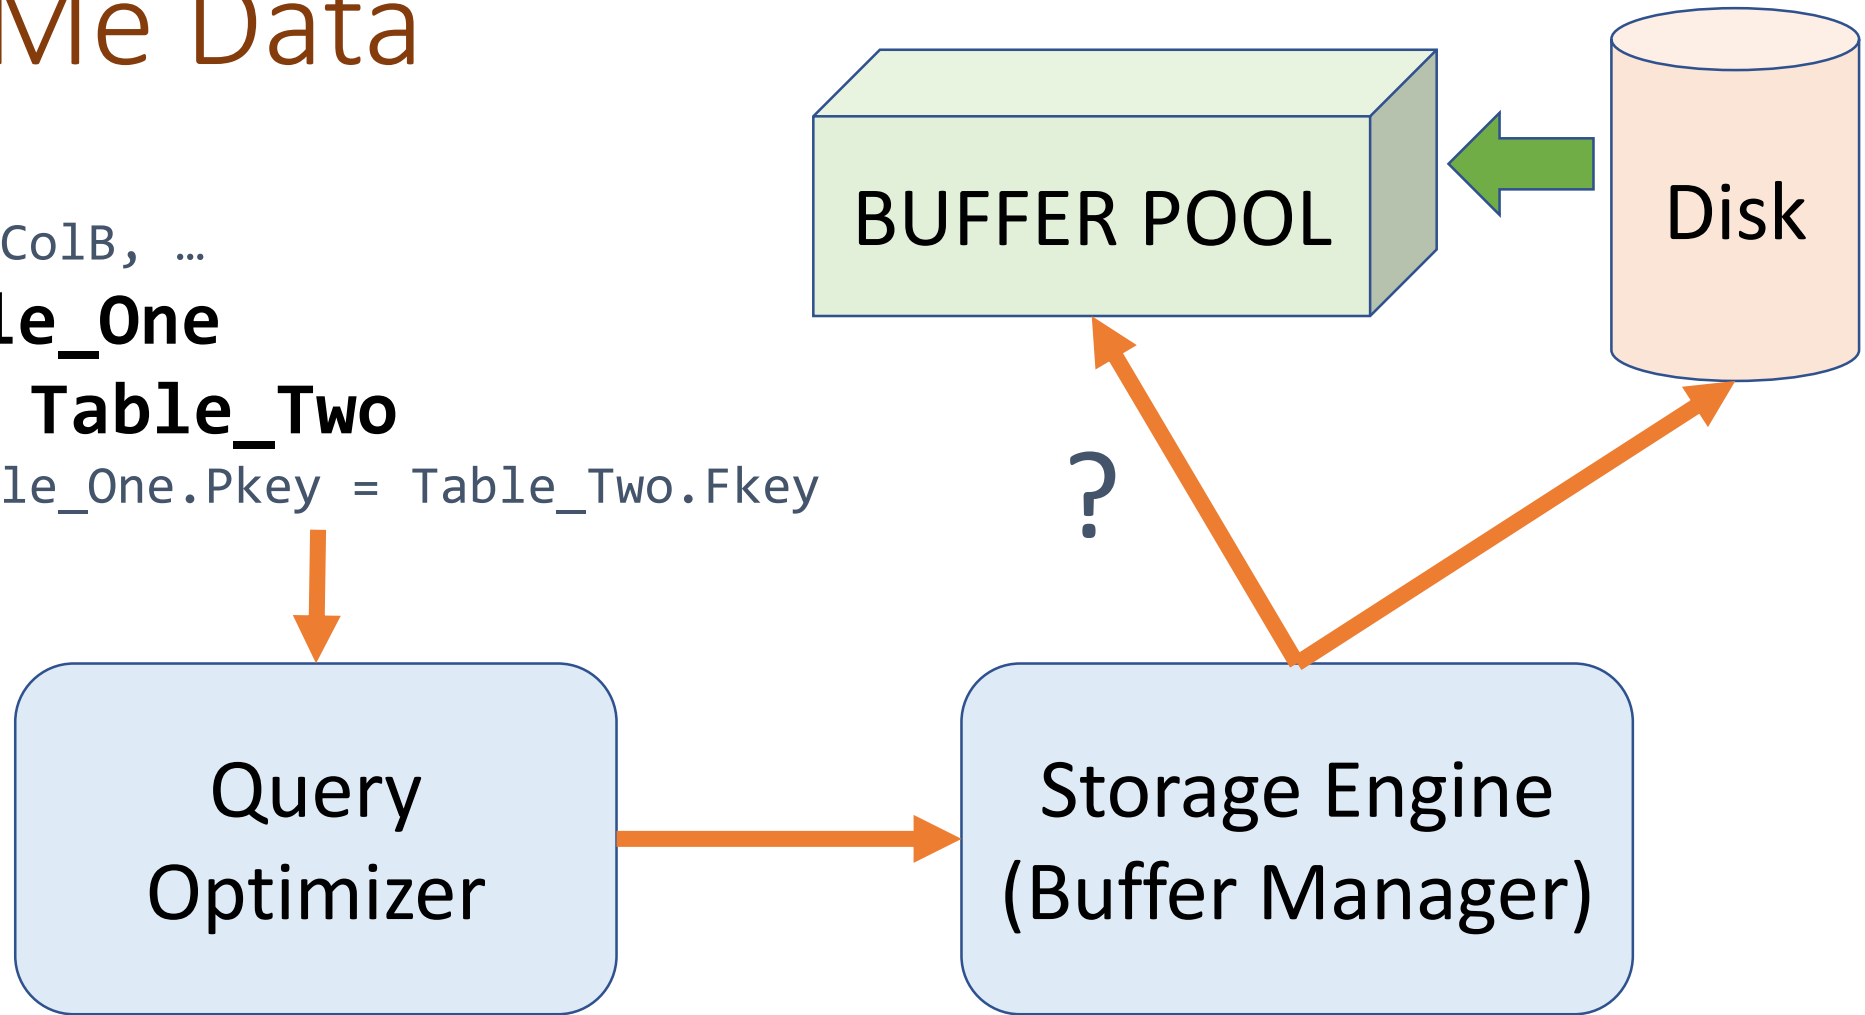 Me Data
ColB, …
le_One
Table_Two
le_One.Pkey = Table_Two.Fkey
BUFFER POOL
Disk
?
Query
Optimizer
Storage Engine
(Buffer Manager)